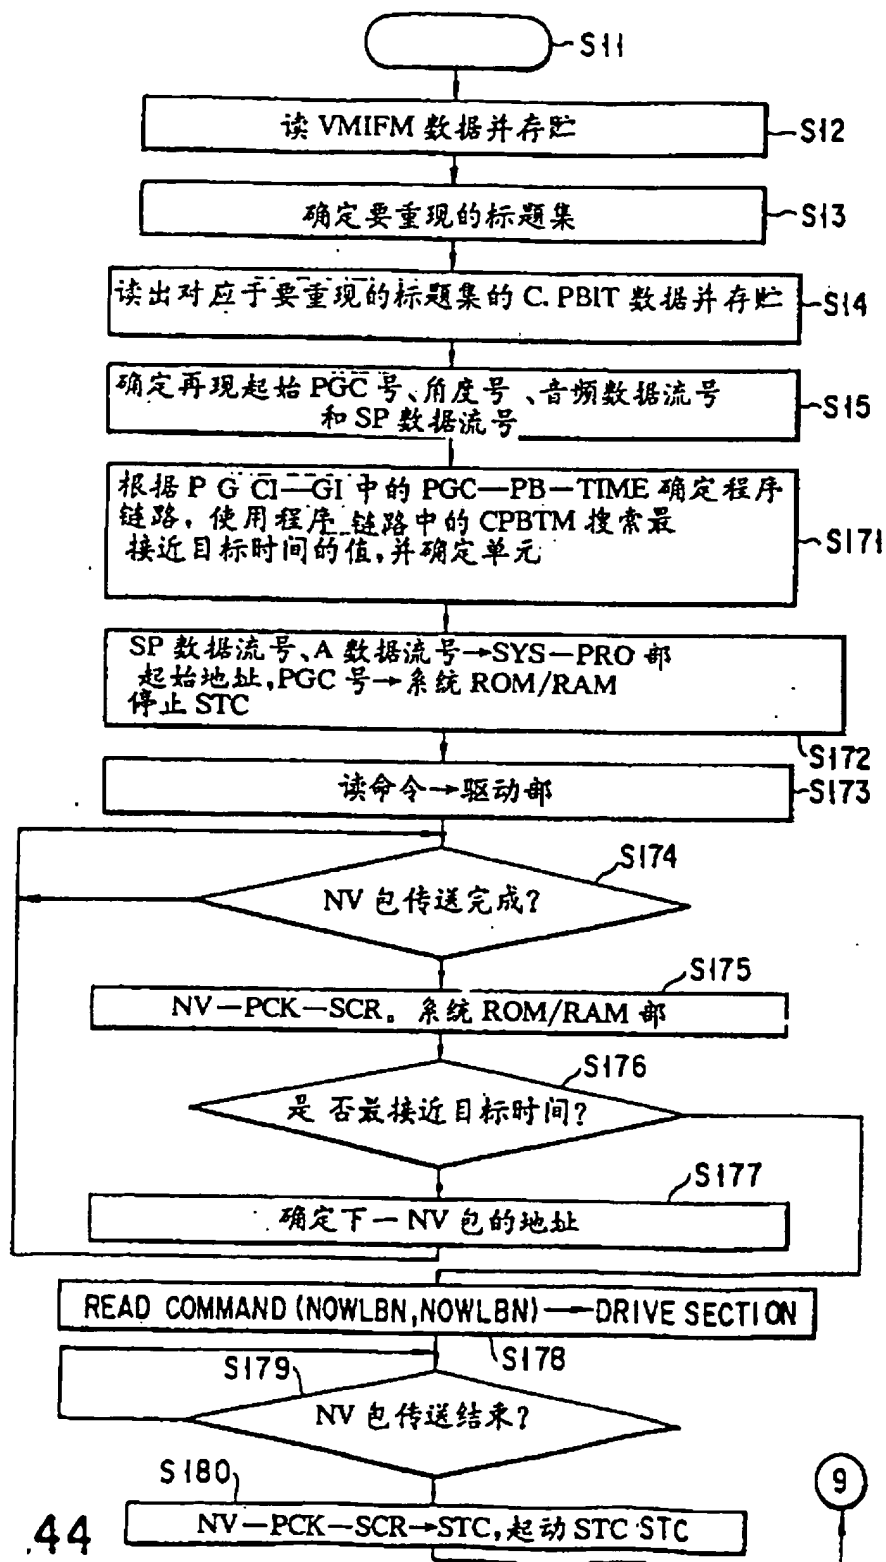 S11
读 VMIFM 数据并存贮
S12
确定要重现的标题集
S13
读出对应于要重现的标题集的 C. PBIT 数据并存贮
S14
确定再现起始 PGC 号、角度号、音频数据流号
和 SP 数据流号
S15
根据 P G CI—GI 中的 PGC—PB—TIME 确定程序
链路, 使用程序链路中的 CPBTM 搜索最
接近目标时间的值,并确定单元
S171
SP 数据流号、A 数据流号→SYS—PRO 部
起始地址,PGC 号→系统 ROM/RAM
停止 STC
S172
读命令→驱动部
S173
S174
NV 包传送完成?
S175
NV—PCK—SCR。系统 ROM/RAM 部
S176
是否最接近目标时间?
S177
确定下一 NV 包的地址
READ COMMAND (NOWLBN,NOWLBN)→DRIVE SECTION
S178
S179
NV 包传送结束?
S180
NV—PCK—SCR→STC,起动 STC STC
9
.44